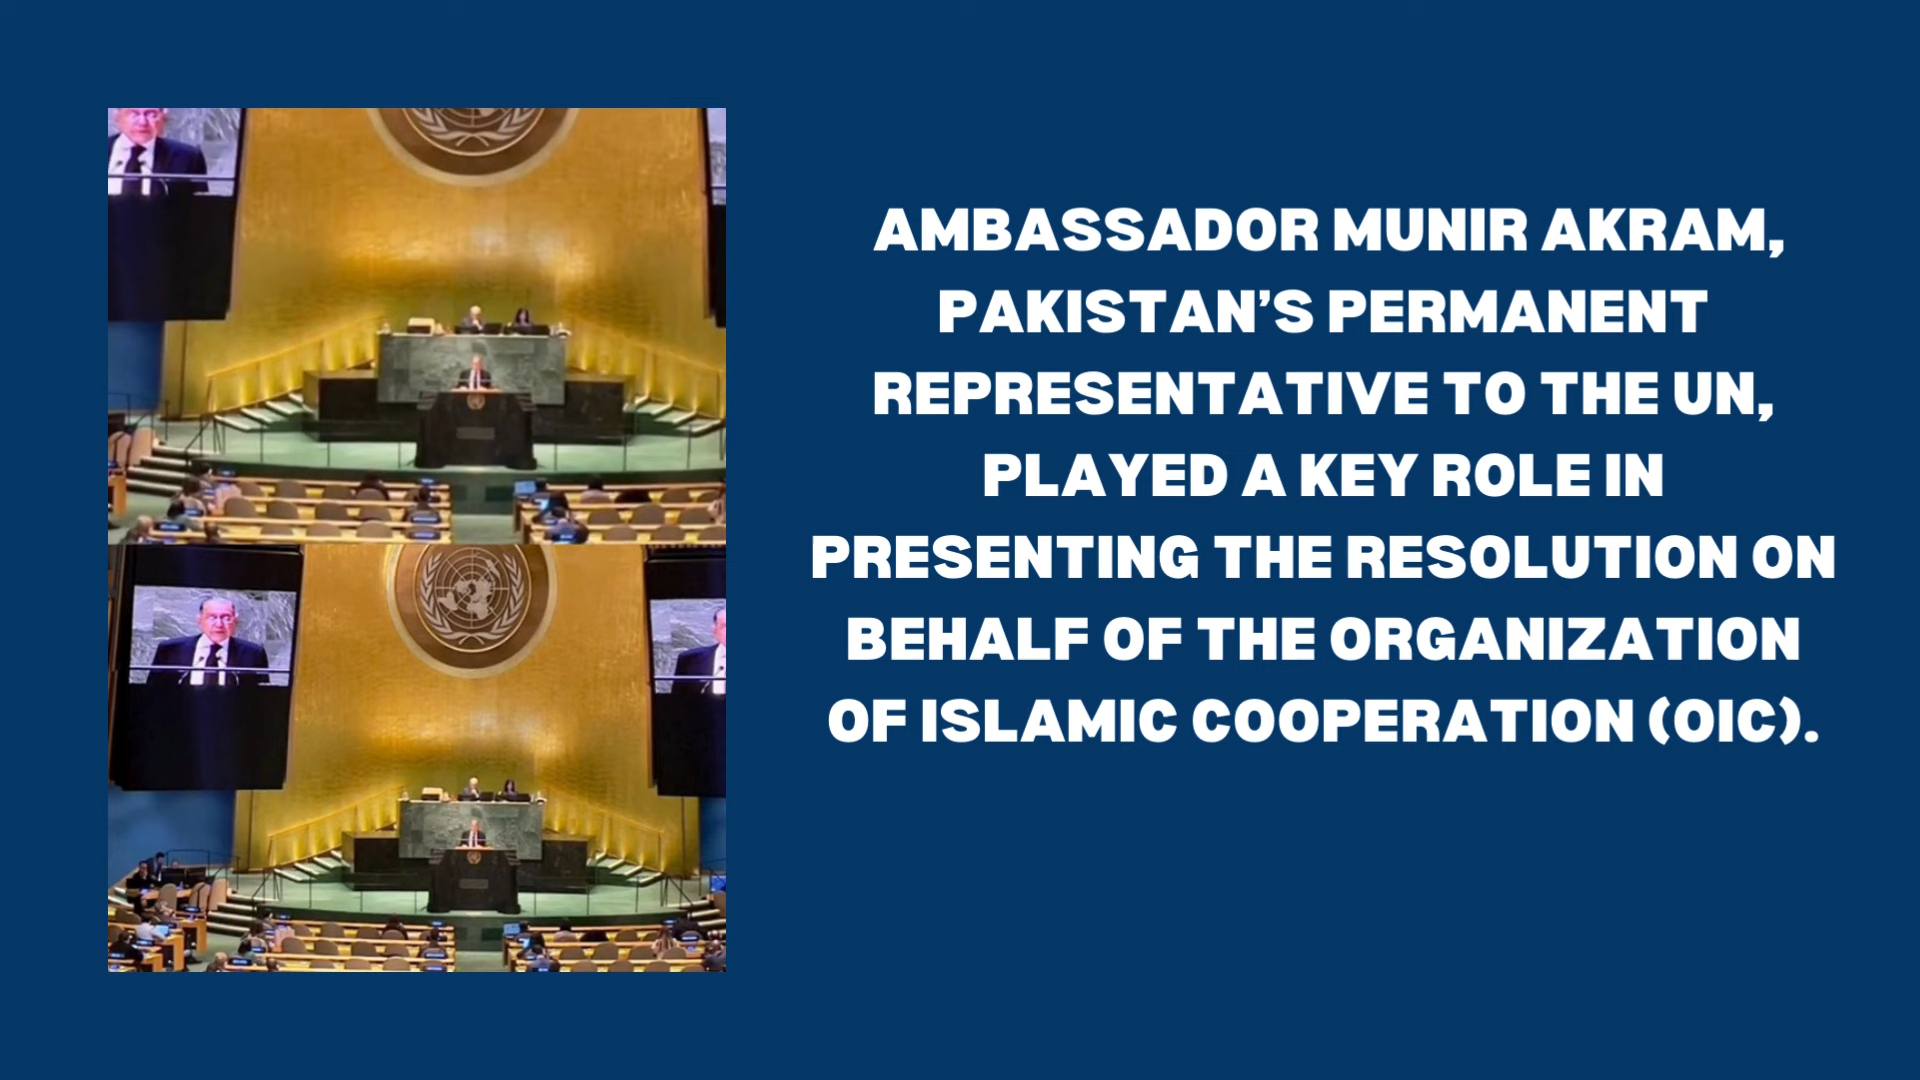 AMBASSADOR MUNIR AKRAM,
PAKISTAN'S PERMANENT
REPRESENTATIVE TO THE UN,
PLAYED A KEY ROLE IN
PRESENTING THE RESOLUTION ON
BEHALF OF THE ORGANIZATION
OF ISLAMIC COOPERATION (OIC).